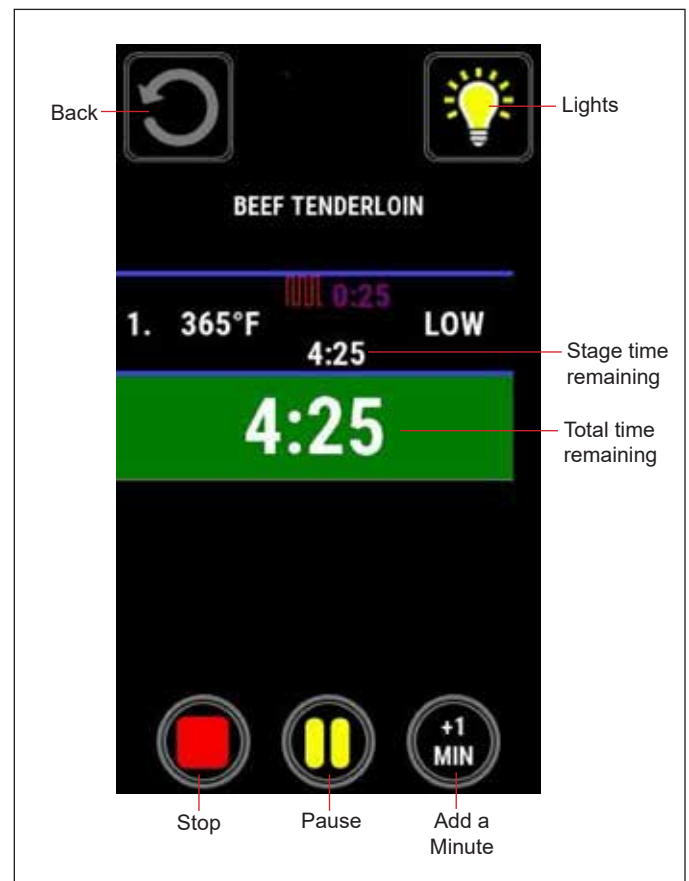 Back
Lights
BEEF TENDERLOIN
0:25
1. 365°F LOW
4:25
Stage time
remaining
4:25
Total time
remaining
+1
MIN
Stop
Pause
Add a
Minute